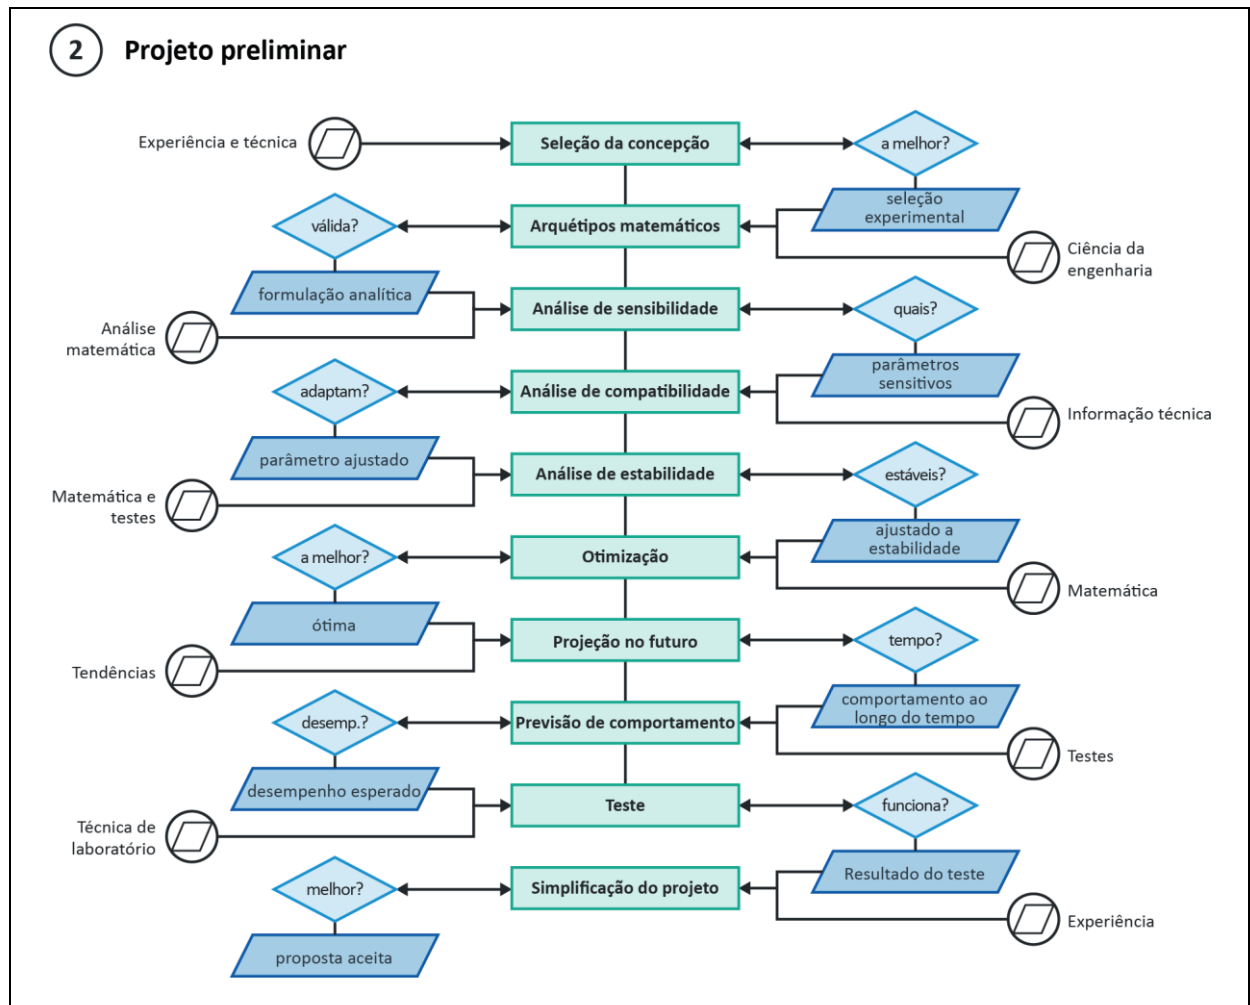 2 Projeto preliminar
Experiência e técnica
Seleção da concepção
a melhor?
seleção
experimental
válida?
Arquétipos matemáticos
Ciência da
engenharia
formulação analítica
Análise de sensibilidade
quais?
Análise
matemática
parâmetros
sensitivos
adaptam?
Análise de compatibilidade
Informação técnica
parâmetro ajustado
Análise de estabilidade
estáveis?
Matemática e
testes
ajustado a
estabilidade
a melhor?
Otimização
Matemática
ótima
Projeção no futuro
tempo?
Tendências
comportamento ao
longo do tempo
desemp.?
Previsão de comportamento
Testes
desempenho esperado
Teste
funciona?
Técnica de
laboratório
Resultado do teste
melhor?
Simplificação do projeto
Experiência
proposta aceita